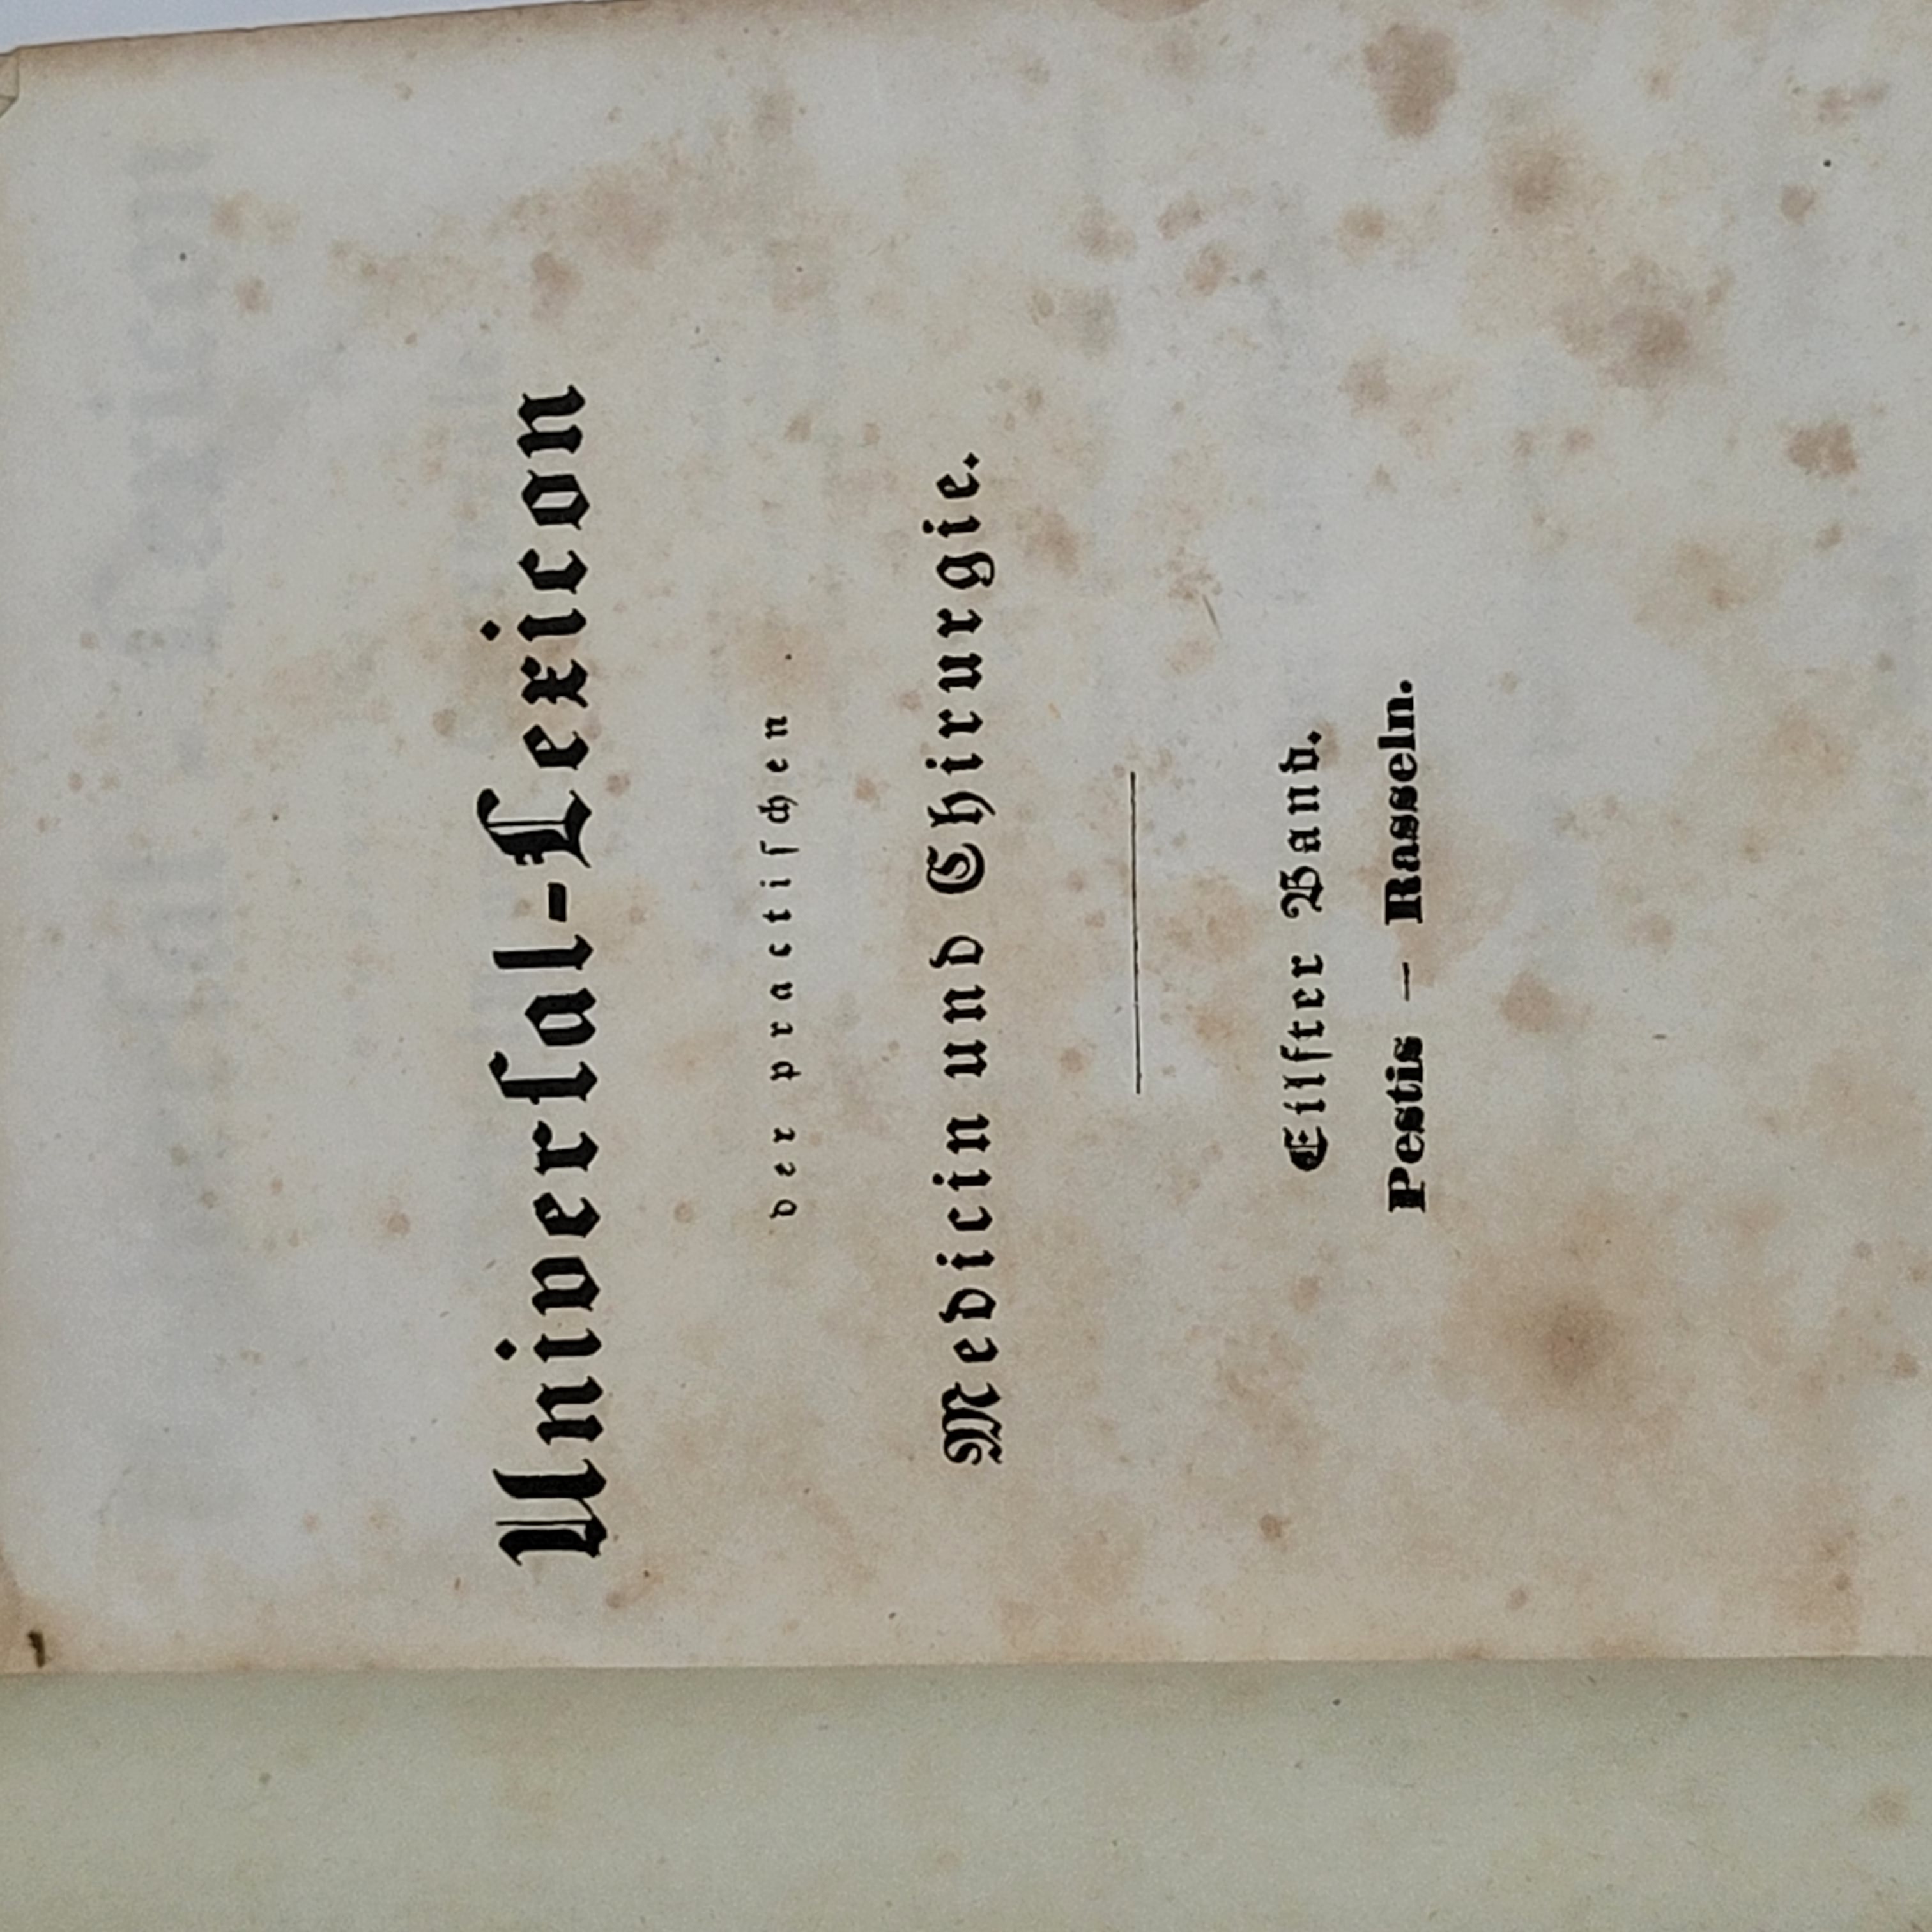 Univerſal-Lexicon
der practiſchen
Medicin und Chirurgie.
Eilfter Band.
Pestis — Rasseln.